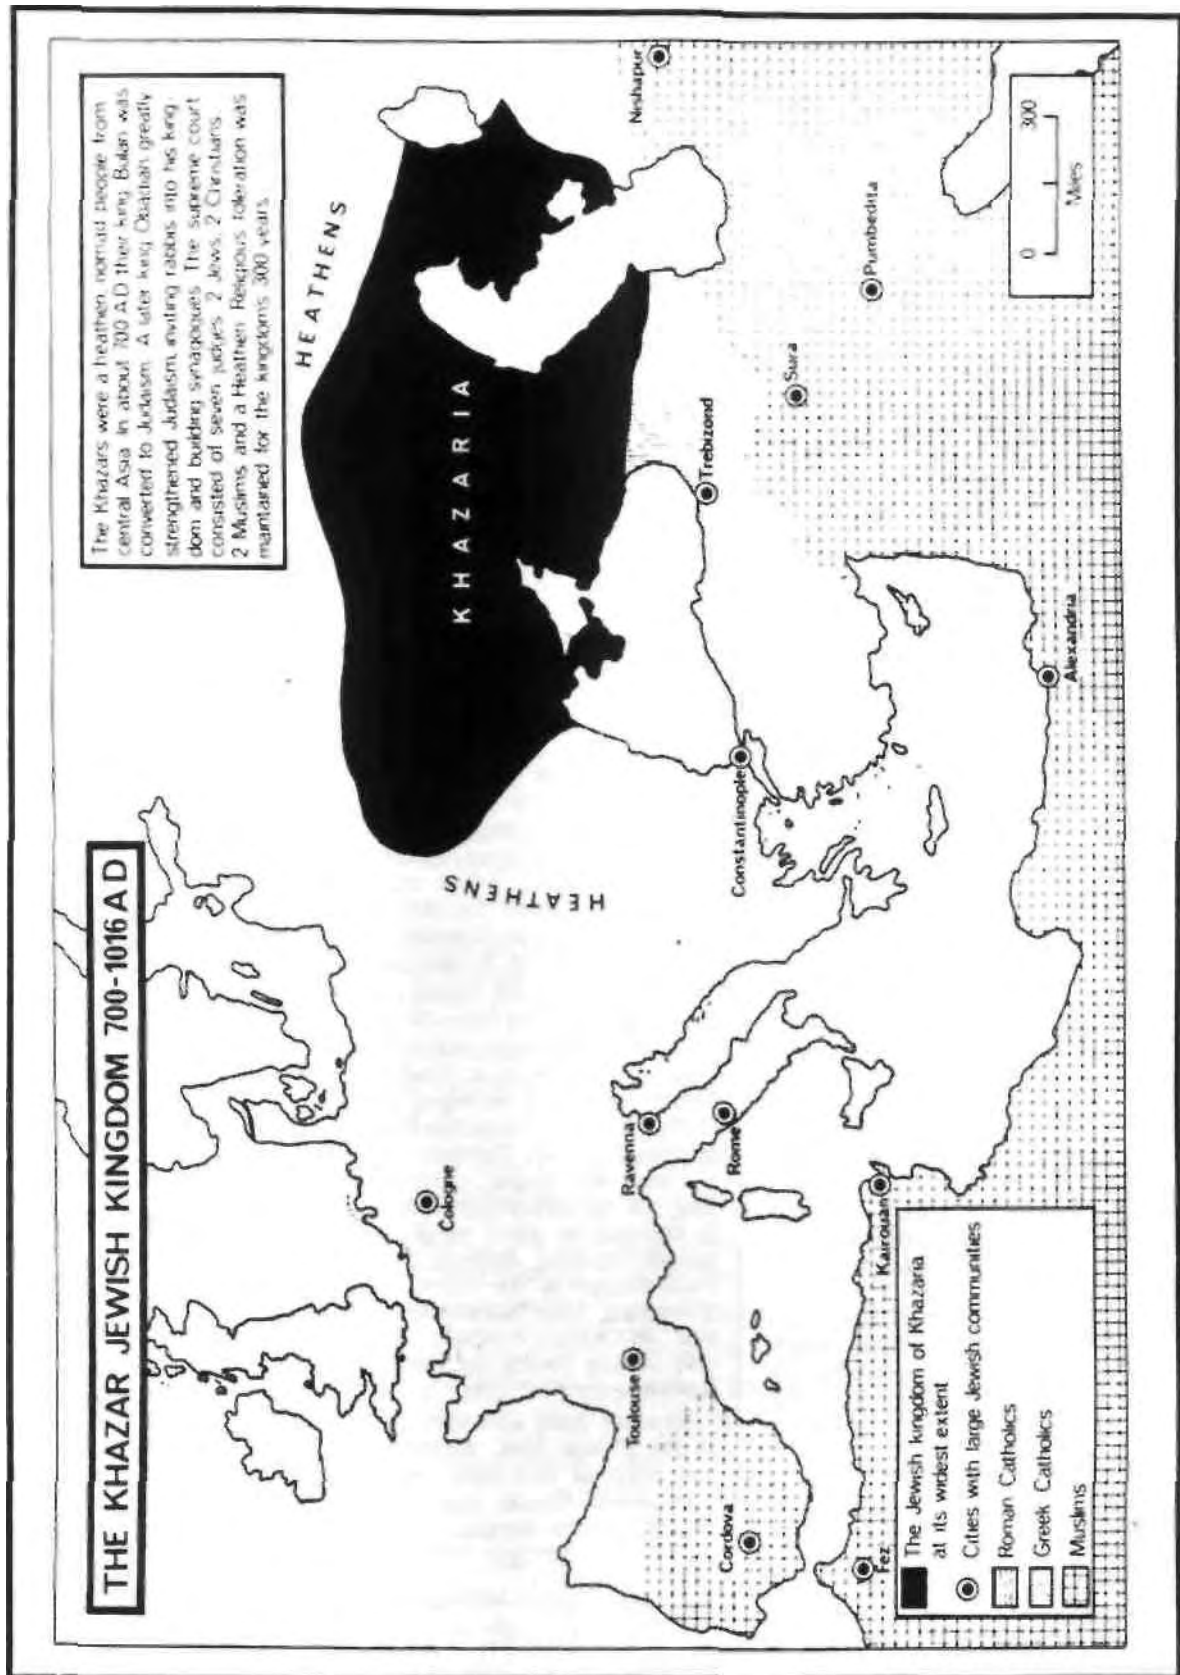 THE KHAZAR JEWISH KINGDOM 700-1016 AD
The Khazars were a heathen nomad people from
central Asia In about 700 AD their king Bulan was
converted to Judaism A later king Obadiah greatly
strengthened Judaism, inviting rabbis into his king-
dom and building synagogues The supreme court
consisted of seven judges 2 Jews, 2 Christians
2 Muslims and a Heathen Religious toleration was
maintained for the kingdoms 300 years
HEATHENS
KHAZARIA
HEATHENS
Nishapur
Cologne
Trebizond
Sura
Pumbedita
Constantinople
Ravenna
Rome
Toulouse
Cordova
Fez
Kairouan
Alexandria
The Jewish kingdom of Khazaria
at its widest extent
Cities with large Jewish communities
Roman Catholics
Greek Catholics
Muslims
0 300
Miles